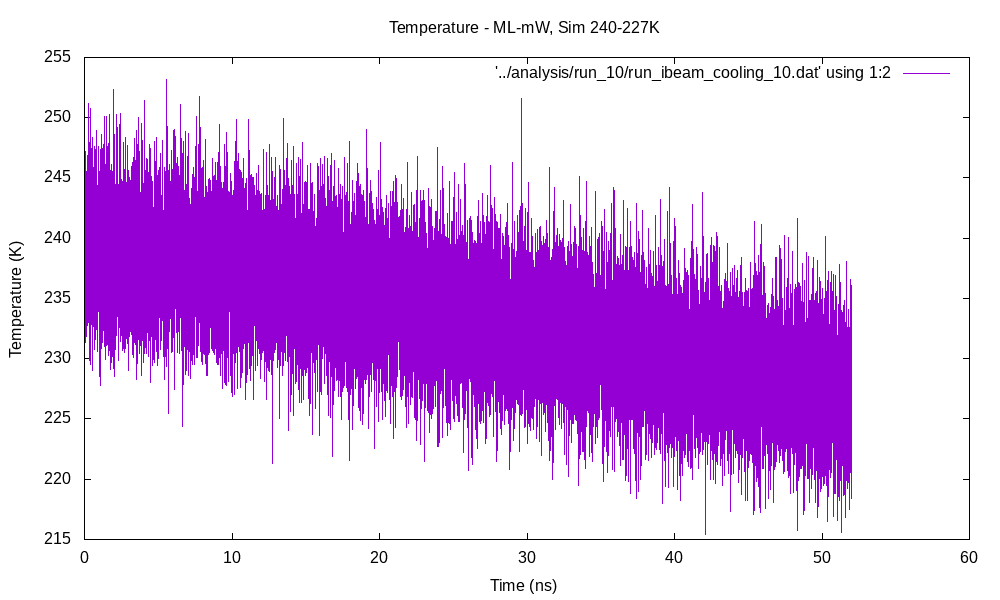 Temperature - ML-mW, Sim 240-227K
'../analysis/run_10/run_ibeam_cooling_10.dat' using 1:2
Temperature (K)
255
250
245
240
235
230
225
220
215
0 10 20 30 40 50 60
Time (ns)